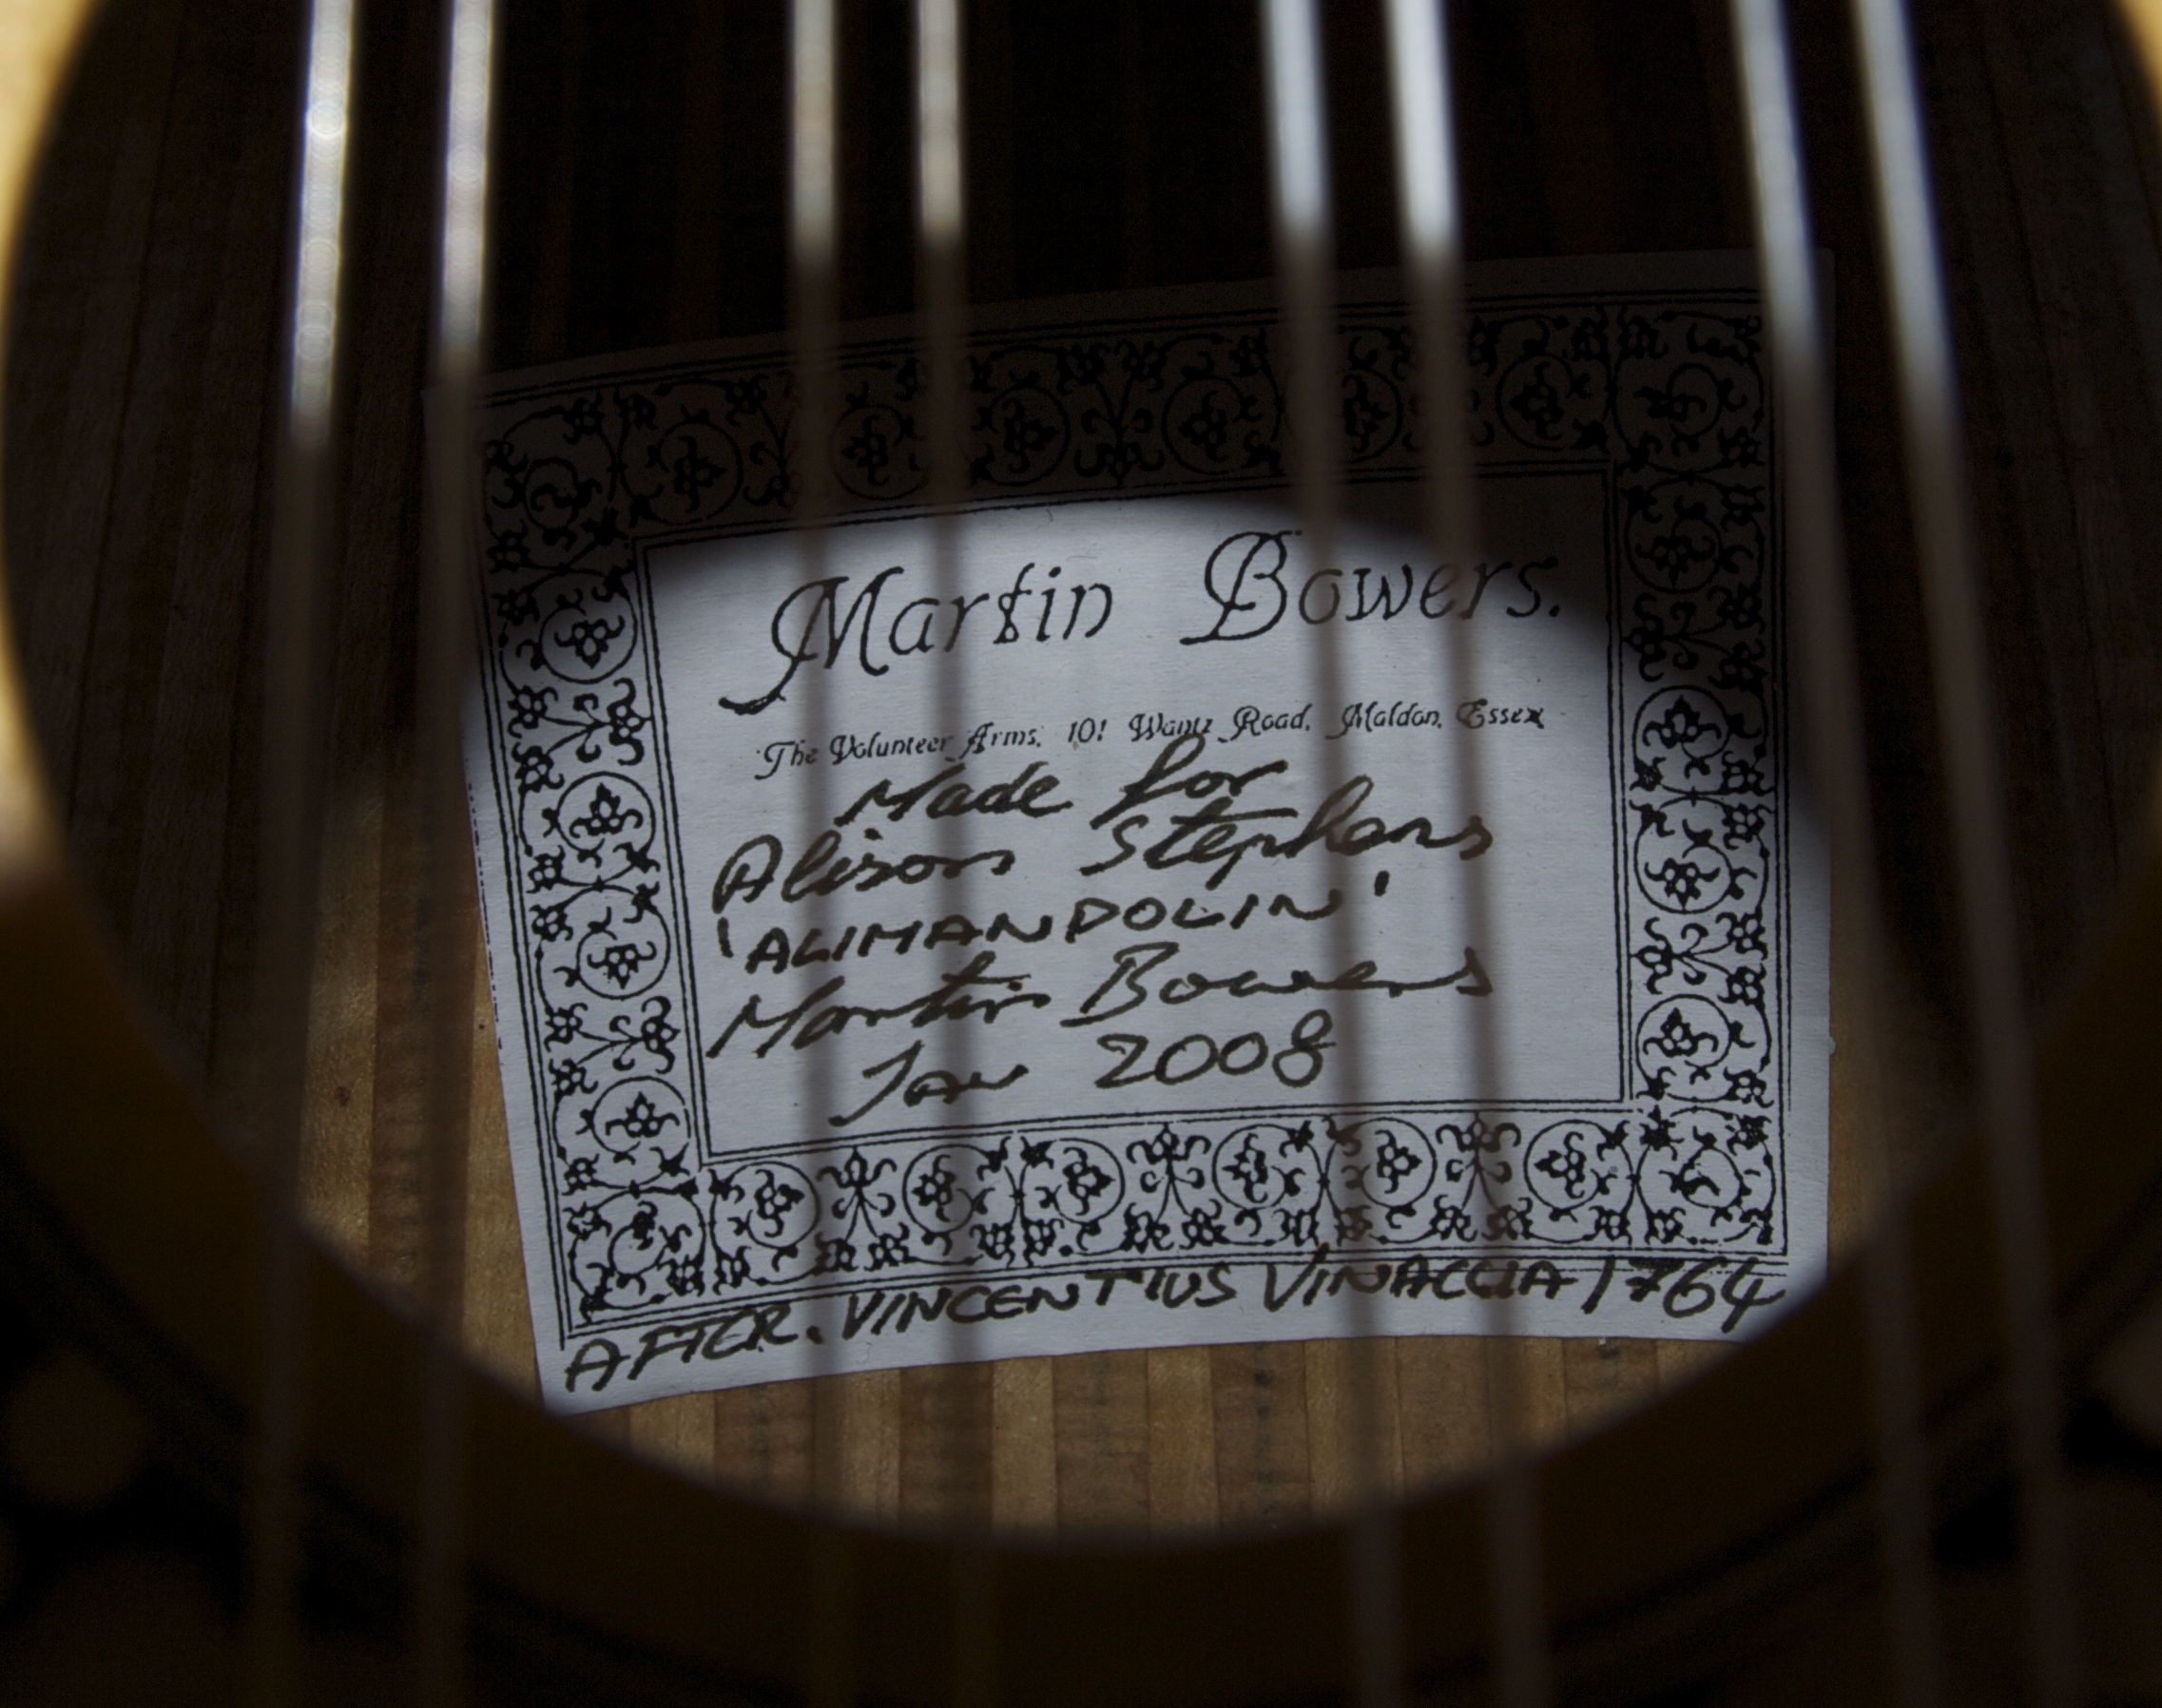 Martin Bowers.
The Volunteer Arms, 101 Wantz Road, Maldon, Essex
Made for
Alison Stephens
'ALIMANDOLIN'
Martin Bowers
Jan 2008
AFTER. VINCENTIUS VINACCIA 1764